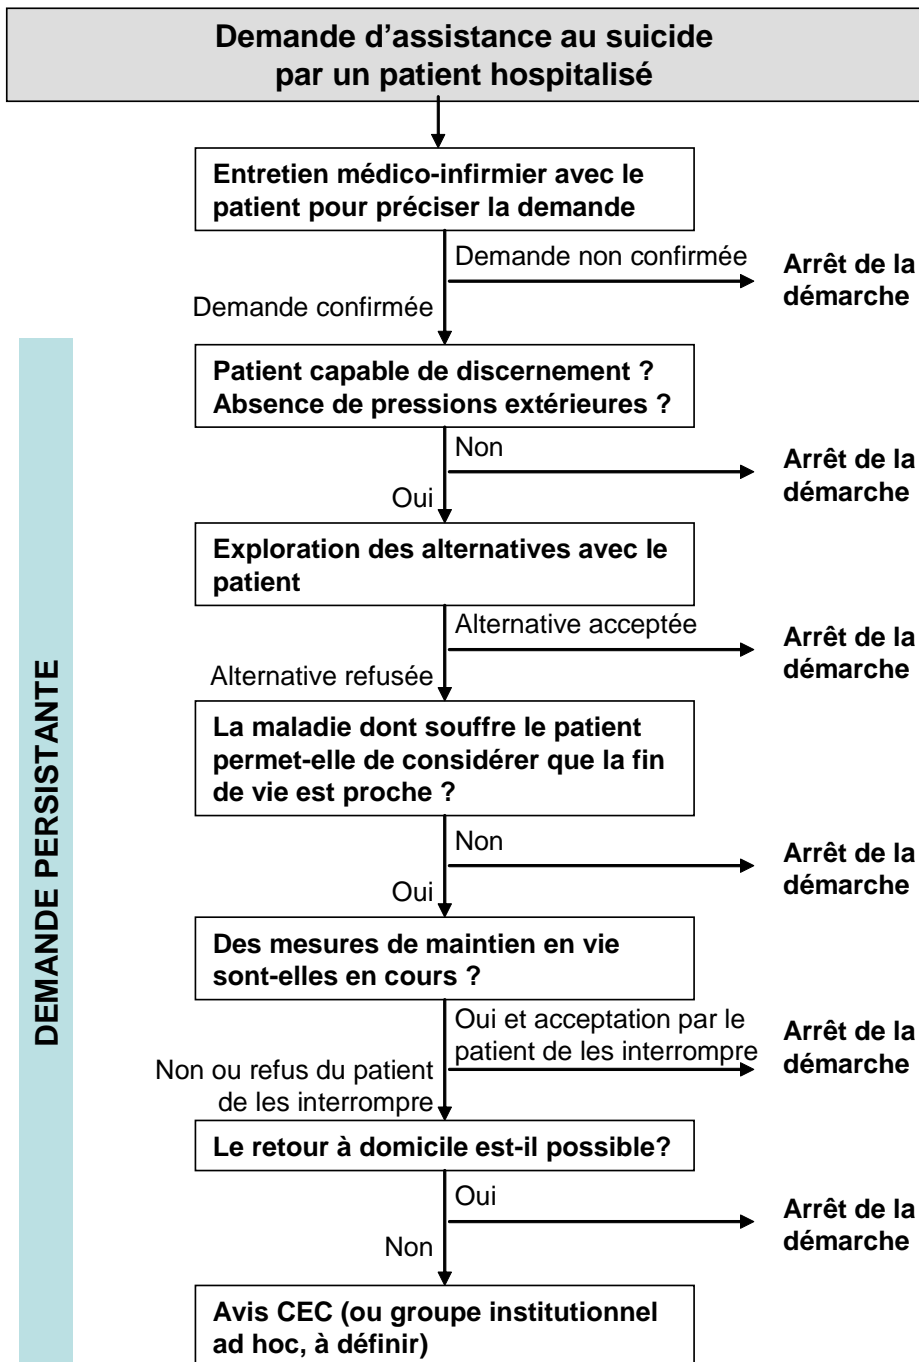 Demande d’assistance au suicide
par un patient hospitalisé
Entretien médico-infirmier avec le
patient pour préciser la demande
Demande non confirmée
Arrêt de la
démarche
Demande confirmée
DEMANDE PERSISTANTE
Patient capable de discernement ?
Absence de pressions extérieures ?
Non
Arrêt de la
démarche
Oui
Exploration des alternatives avec le
patient
Alternative acceptée
Arrêt de la
démarche
Alternative refusée
La maladie dont souffre le patient
permet-elle de considérer que la fin
de vie est proche ?
Non
Arrêt de la
démarche
Oui
Des mesures de maintien en vie
sont-elles en cours ?
Oui et acceptation par le
patient de les interrompre
Arrêt de la
démarche
Non ou refus du patient
de les interrompre
Le retour à domicile est-il possible?
Oui
Arrêt de la
démarche
Non
Avis CEC (ou groupe institutionnel
ad hoc, à définir)